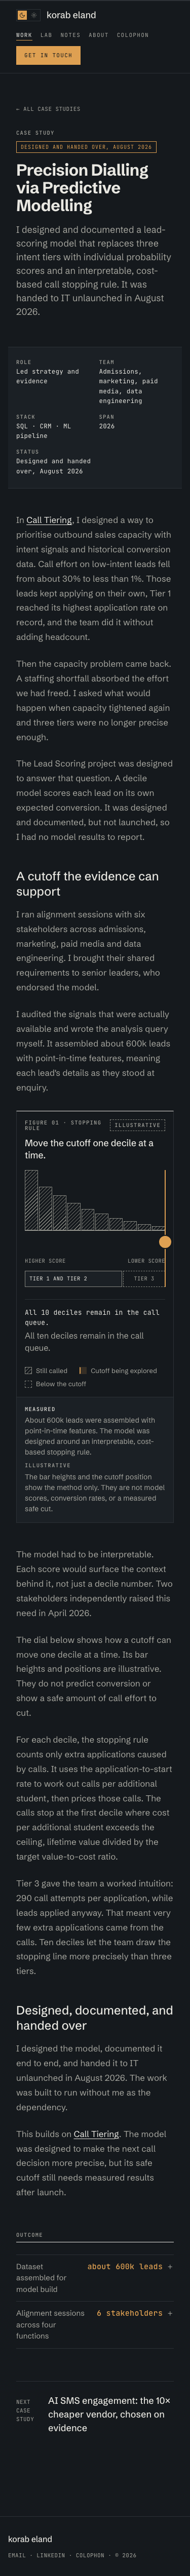 korab eland
WORK LAB NOTES ABOUT COLOPHON
GET IN TOUCH
← ALL CASE STUDIES
CASE STUDY
DESIGNED AND HANDED OVER, AUGUST 2026
Precision Dialling
via Predictive
Modelling
I designed and documented a lead-
scoring model that replaces three
intent tiers with individual probability
scores and an interpretable, cost-
based call stopping rule. It was
handed to IT unlaunched in August
2026.
ROLE
Led strategy and
evidence
TEAM
Admissions,
marketing, paid
media, data
engineering
STACK
SQL · CRM · ML
pipeline
SPAN
2026
STATUS
Designed and handed
over, August 2026
In Call Tiering, I designed a way to
prioritise outbound sales capacity with
intent signals and historical conversion
data. Call effort on low-intent leads fell
from about 30% to less than 1%. Those
leads kept applying on their own. Tier 1
reached its highest application rate on
record, and the team did it without
adding headcount.
Then the capacity problem came back.
A staffing shortfall absorbed the effort
we had freed. I asked what would
happen when capacity tightened again
and three tiers were no longer precise
enough.
The Lead Scoring project was designed
to answer that question. A decile
model scores each lead on its own
expected conversion. It was designed
and documented, but not launched, so
I had no model results to report.
A cutoff the evidence can
support
I ran alignment sessions with six
stakeholders across admissions,
marketing, paid media and data
engineering. I brought their shared
requirements to senior leaders, who
endorsed the model.
I audited the signals that were actually
available and wrote the analysis query
myself. It assembled about 600k leads
with point-in-time features, meaning
each lead's details as they stood at
enquiry.
FIGURE 01 · STOPPING
RULE
ILLUSTRATIVE
Move the cutoff one decile at a
time.
HIGHER SCORE LOWER SCORE
TIER 1 AND TIER 2 TIER 3
All 10 deciles remain in the call
queue.
All ten deciles remain in the call
queue.
Still called Cutoff being explored
Below the cutoff
MEASURED
About 600k leads were assembled with
point-in-time features. The model was
designed around an interpretable, cost-
based stopping rule.
ILLUSTRATIVE
The bar heights and the cutoff position
show the method only. They are not model
scores, conversion rates, or a measured
safe cut.
The model had to be interpretable.
Each score would surface the context
behind it, not just a decile number. Two
stakeholders independently raised this
need in April 2026.
The dial below shows how a cutoff can
move one decile at a time. Its bar
heights and positions are illustrative.
They do not predict conversion or
show a safe amount of call effort to
cut.
For each decile, the stopping rule
counts only extra applications caused
by calls. It uses the application-to-start
rate to work out calls per additional
student, then prices those calls. The
calls stop at the first decile where cost
per additional student exceeds the
ceiling, lifetime value divided by the
target value-to-cost ratio.
Tier 3 gave the team a worked intuition:
290 call attempts per application, while
leads applied anyway. That meant very
few extra applications came from the
calls. Ten deciles let the team draw the
stopping line more precisely than three
tiers.
Designed, documented, and
handed over
I designed the model, documented it
end to end, and handed it to IT
unlaunched in August 2026. The work
was built to run without me as the
dependency.
This builds on Call Tiering. The model
was designed to make the next call
decision more precise, but its safe
cutoff still needs measured results
after launch.
OUTCOME
Dataset
assembled for
model build
about 600k leads +
Alignment sessions
across four
functions
6 stakeholders +
NEXT
CASE
STUDY
AI SMS engagement: the 10×
cheaper vendor, chosen on
evidence
korab eland
EMAIL · LINKEDIN · COLOPHON · © 2026